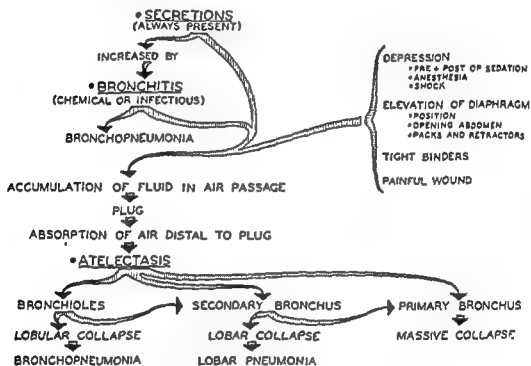 • SECRETIONS
(ALWAYS PRESENT)
INCREASED BY
• BRONCHITIS
(CHEMICAL OR INFECTIOUS)
BRONCHOPNEUMONIA
DEPRESSION
• PRE + POST OP SEDATION
• ANESTHESIA
• SHOCK
ELEVATION OF DIAPHRAGM
• POSITION
• OPENING ABDOMEN
• PACKS AND RETRACTORS
TIGHT BINDERS
PAINFUL WOUND
ACCUMULATION OF FLUID IN AIR PASSAGE
PLUG
ABSORPTION OF AIR DISTAL TO PLUG
• ATELECTASIS
BRONCHIOLES
SECONDARY BRONCHUS
PRIMARY BRONCHUS
LOBULAR COLLAPSE
LOBAR COLLAPSE
MASSIVE COLLAPSE
BRONCHOPNEUMONIA
LOBAR PNEUMONIA